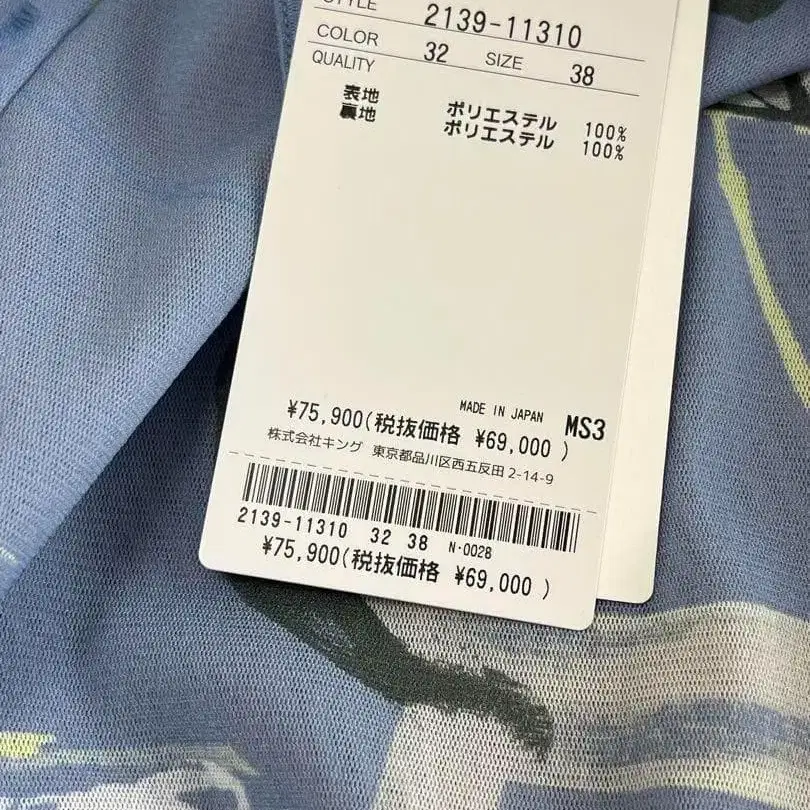 STYLE 2139-11310
COLOR 32 SIZE 38
QUALITY
表地 ポリエステル 100%
裏地 ポリエステル 100%
MADE IN JAPAN MS3
¥75,900(税抜価格 ¥69,000 )
株式会社キング 東京都品川区西五反田 2-14-9
2139-11310 32 38 N·0028
¥75,900(税抜価格 ¥69,000 )